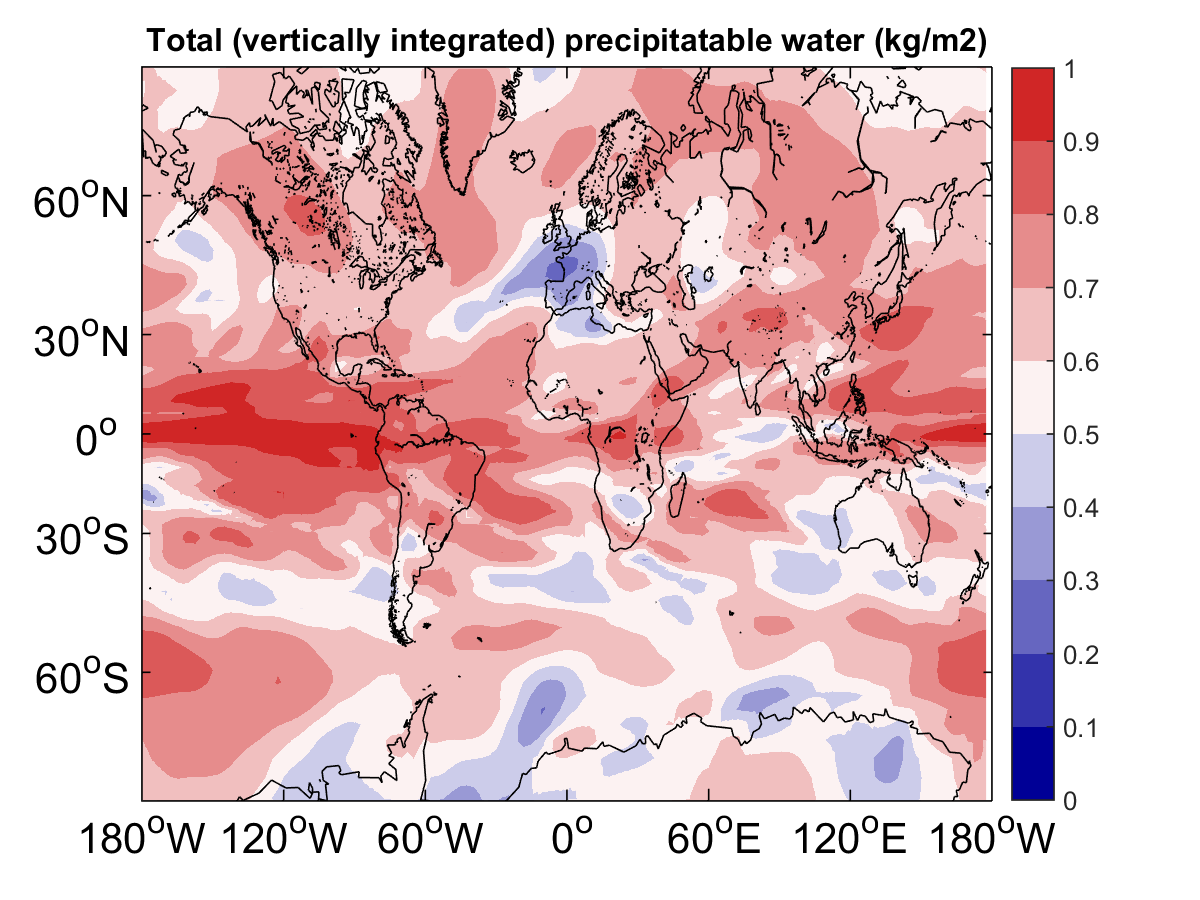 Total (vertically integrated) precipitatable water (kg/m2)
60°N
30°N
0°
30°S
60°S
180°W 120°W 60°W 0° 60°E 120°E 180°W
1
0.9
0.8
0.7
0.6
0.5
0.4
0.3
0.2
0.1
0